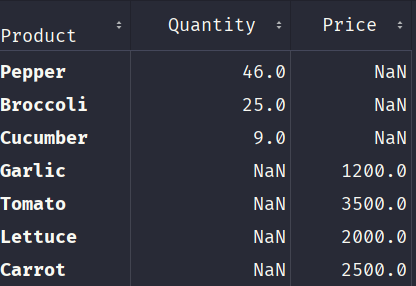 Product Quantity Price
Pepper 46.0 NaN
Broccoli 25.0 NaN
Cucumber 9.0 NaN
Garlic NaN 1200.0
Tomato NaN 3500.0
Lettuce NaN 2000.0
Carrot NaN 2500.0